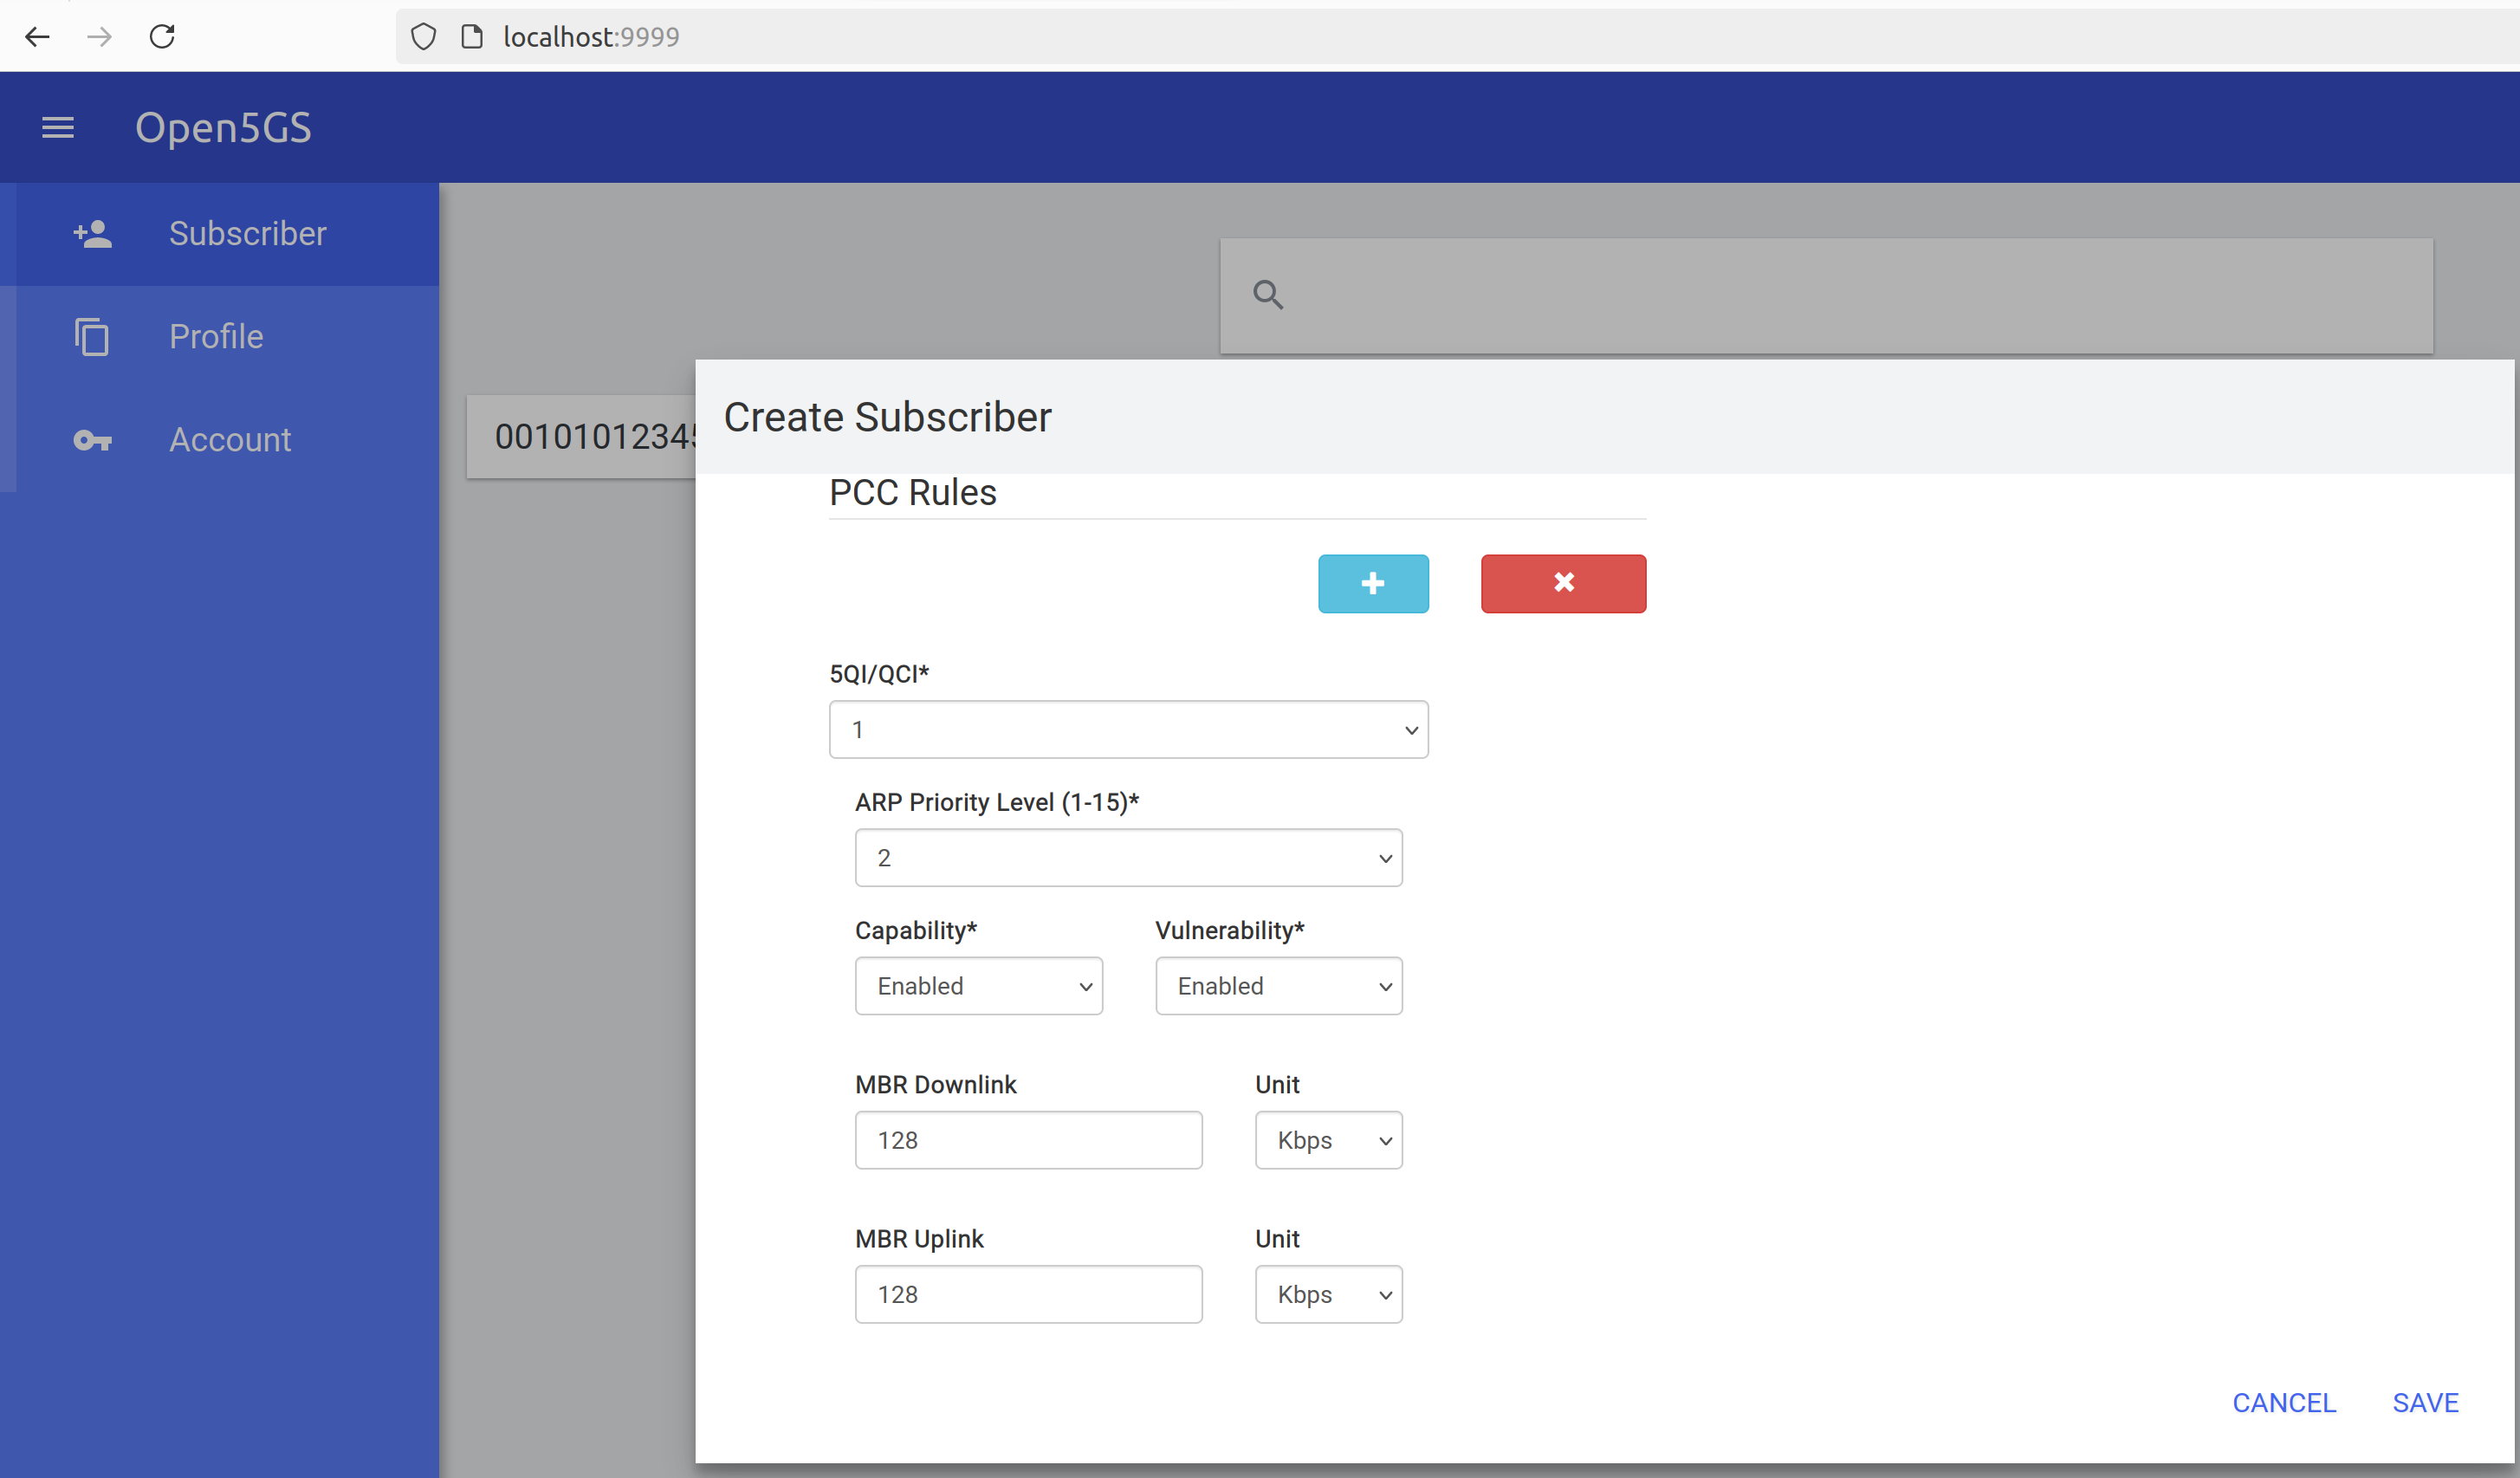 localhost:9999
Open5GS
Subscriber
Profile
Account
00101012345
Create Subscriber
PCC Rules
5QI/QCI*
1
ARP Priority Level (1-15)*
2
Capability* Vulnerability*
Enabled Enabled
MBR Downlink Unit
128 Kbps
MBR Uplink Unit
128 Kbps
CANCEL SAVE